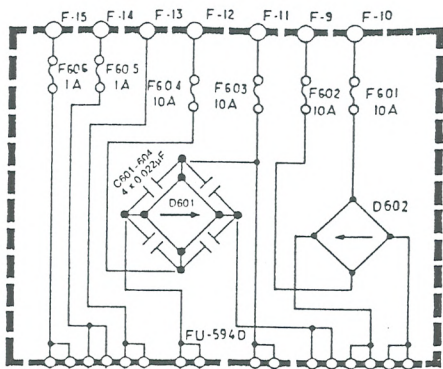 F-15 F-14 F-13 F-12 F-11 F-9 F-10
F606 1A
F605 1A
F604 10A
F603 10A
F602 10A
F601 10A
C601-604
4 x 0.022µF
D601
D602
FU-594D